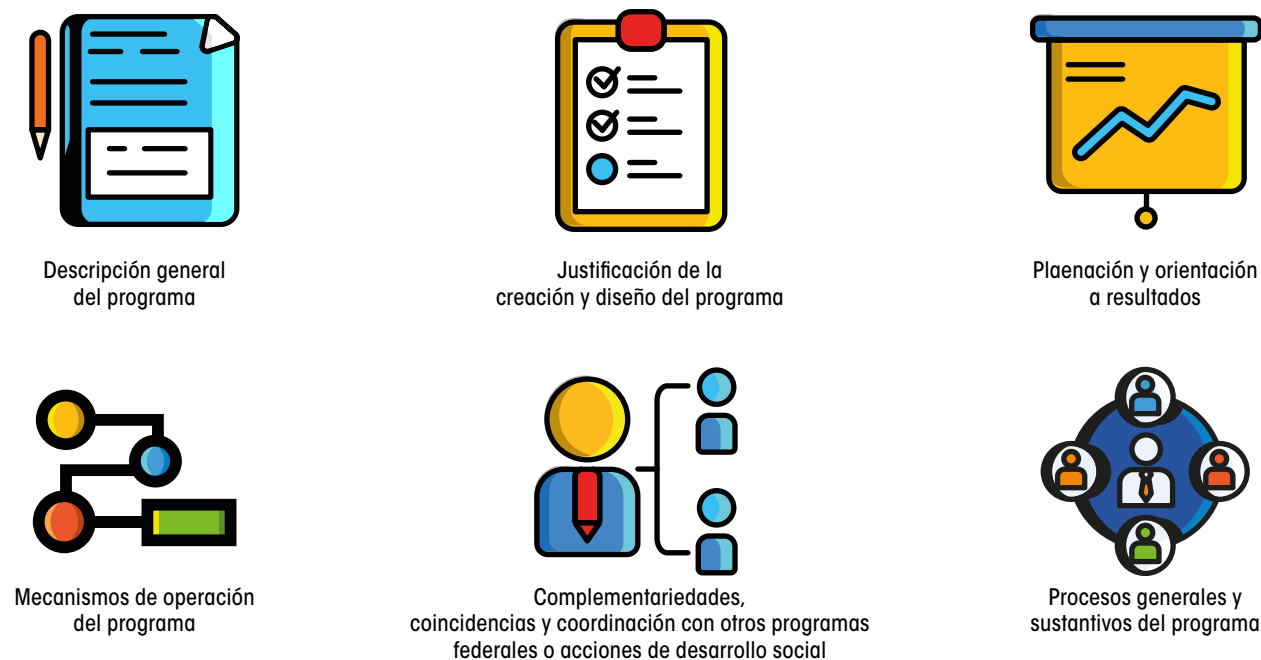 Descripción general
del programa
Justificación de la
creación y diseño del programa
Plaenación y orientación
a resultados
Mecanismos de operación
del programa
Complementariedades,
coincidencias y coordinación con otros programas
federales o acciones de desarrollo social
Procesos generales y
sustantivos del programa